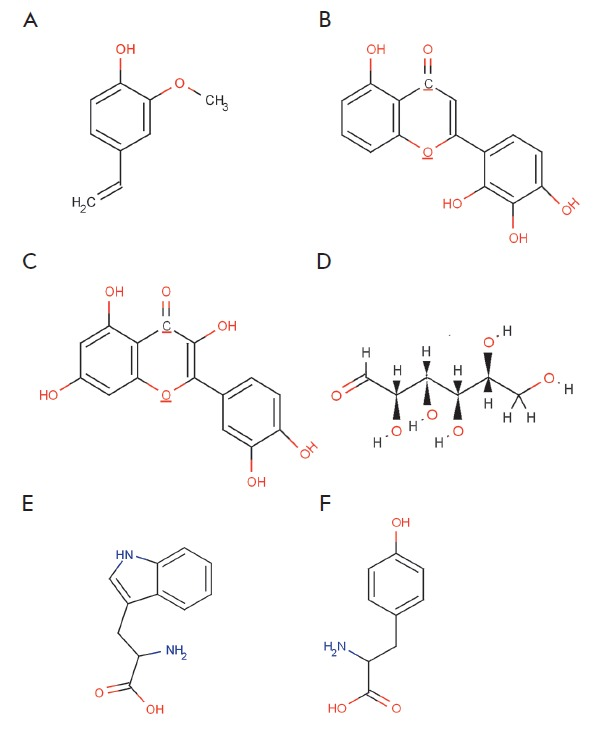 A
OH
O
CH3
H2C
B
OH O
C
O
HO OH
OH
C
OH O
C OH
HO O
OH
OH
D
H O H
H H H O H
O H H H
H O H O H O
E
HN
NH2
O
OH
F
OH
H2N
HO O